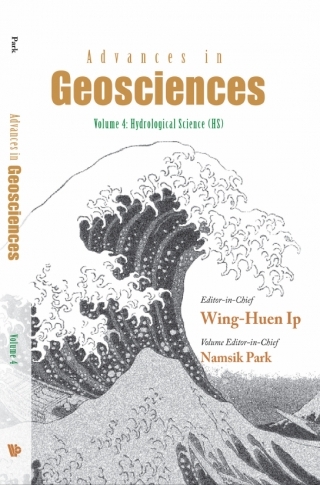 Park
Advances in
Geosciences
Volume 4
Advances in
Geosciences
Volume 4: Hydrological Science (HS)
Editor-in-Chief
Wing-Huen Ip
Volume Editor-in-Chief
Namsik Park